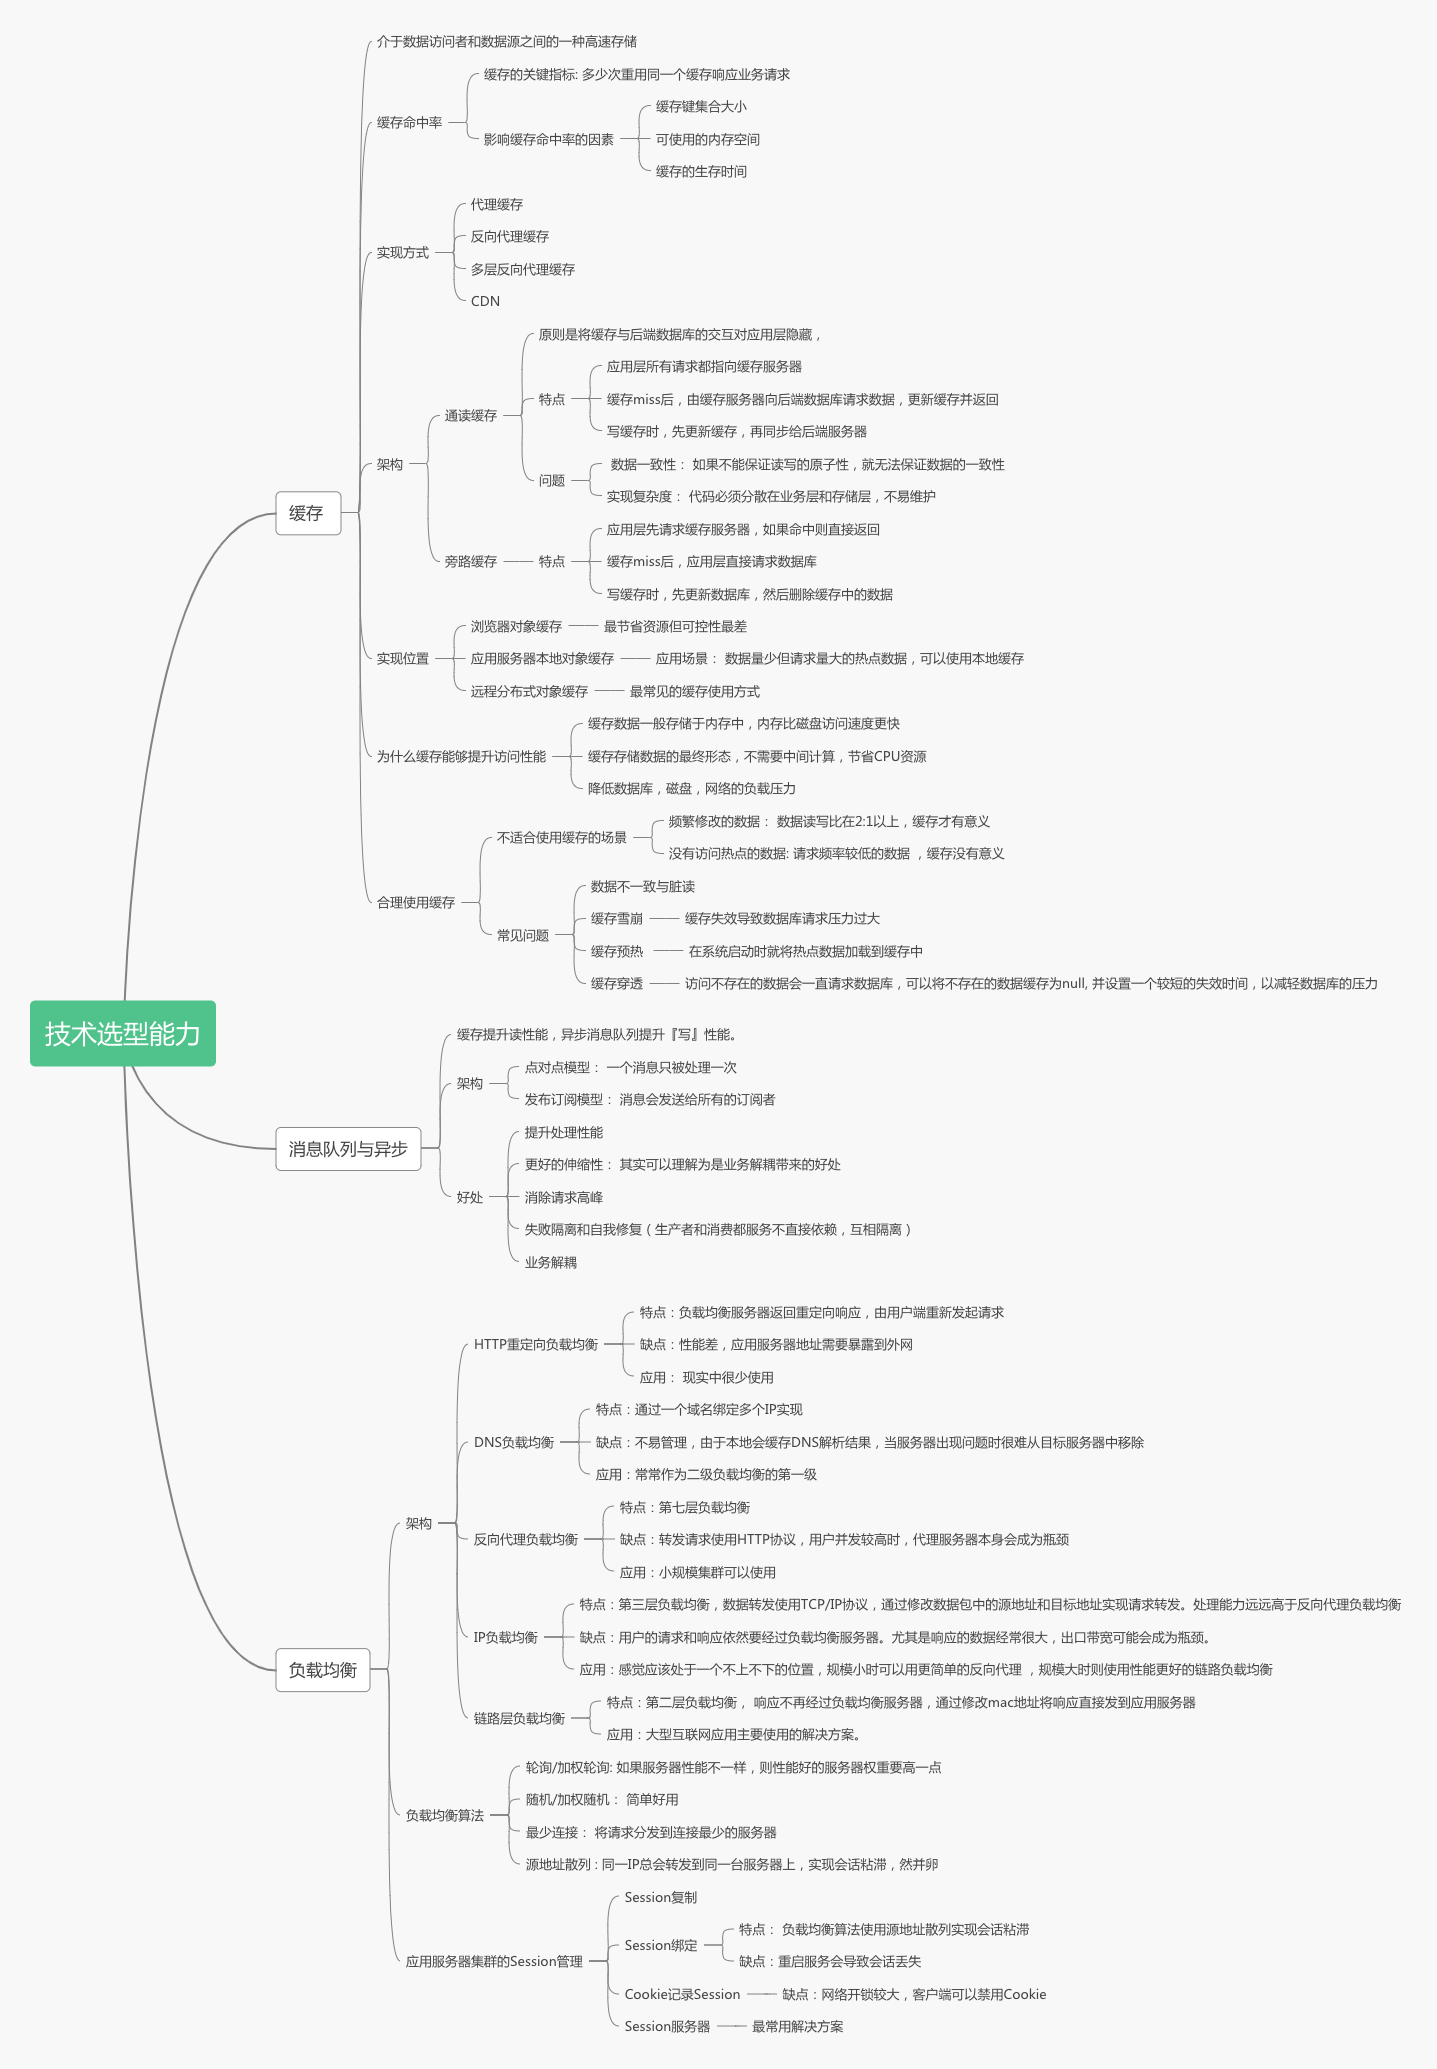 介于数据访问者和数据源之间的一种高速存储
缓存的关键指标: 多少次重用同一个缓存响应业务请求
缓存键集合大小
缓存命中率
影响缓存命中率的因素
可使用的内存空间
缓存的生存时间
代理缓存
反向代理缓存
实现方式
多层反向代理缓存
CDN
原则是将缓存与后端数据库的交互对应用层隐藏，
应用层所有请求都指向缓存服务器
特点
缓存miss后，由缓存服务器向后端数据库请求数据，更新缓存并返回
通读缓存
写缓存时，先更新缓存，再同步给后端服务器
架构
数据一致性： 如果不能保证读写的原子性，就无法保证数据的一致性
问题
实现复杂度： 代码必须分散在业务层和存储层，不易维护
缓存
应用层先请求缓存服务器，如果命中则直接返回
旁路缓存
特点
缓存miss后，应用层直接请求数据库
写缓存时，先更新数据库，然后删除缓存中的数据
浏览器对象缓存
最节省资源但可控性最差
实现位置
应用服务器本地对象缓存
应用场景： 数据量少但请求量大的热点数据，可以使用本地缓存
远程分布式对象缓存
最常见的缓存使用方式
缓存数据一般存储于内存中，内存比磁盘访问速度更快
为什么缓存能够提升访问性能
缓存存储数据的最终形态，不需要中间计算，节省CPU资源
降低数据库，磁盘，网络的负载压力
频繁修改的数据： 数据读写比在2:1以上，缓存才有意义
不适合使用缓存的场景
没有访问热点的数据: 请求频率较低的数据 ，缓存没有意义
数据不一致与脏读
合理使用缓存
缓存雪崩
缓存失效导致数据库请求压力过大
常见问题
缓存预热
在系统启动时就将热点数据加载到缓存中
缓存穿透
访问不存在的数据会一直请求数据库，可以将不存在的数据缓存为null, 并设置一个较短的失效时间，以减轻数据库的压力
技术选型能力
缓存提升读性能，异步消息队列提升『写』性能。
点对点模型： 一个消息只被处理一次
架构
发布订阅模型： 消息会发送给所有的订阅者
提升处理性能
消息队列与异步
更好的伸缩性： 其实可以理解为是业务解耦带来的好处
好处
消除请求高峰
失败隔离和自我修复（生产者和消费都服务不直接依赖，互相隔离）
业务解耦
特点：负载均衡服务器返回重定向响应，由用户端重新发起请求
HTTP重定向负载均衡
缺点：性能差，应用服务器地址需要暴露到外网
应用： 现实中很少使用
特点：通过一个域名绑定多个IP实现
DNS负载均衡
缺点：不易管理，由于本地会缓存DNS解析结果，当服务器出现问题时很难从目标服务器中移除
应用：常常作为二级负载均衡的第一级
特点：第七层负载均衡
架构
反向代理负载均衡
缺点：转发请求使用HTTP协议，用户并发较高时，代理服务器本身会成为瓶颈
应用：小规模集群可以使用
特点：第三层负载均衡，数据转发使用TCP/IP协议，通过修改数据包中的源地址和目标地址实现请求转发。处理能力远远高于反向代理负载均衡
IP负载均衡
缺点：用户的请求和响应依然要经过负载均衡服务器。尤其是响应的数据经常很大，出口带宽可能会成为瓶颈。
负载均衡
应用：感觉应该处于一个不上不下的位置，规模小时可以用更简单的反向代理 ，规模大时则使用性能更好的链路负载均衡
特点：第二层负载均衡， 响应不再经过负载均衡服务器，通过修改mac地址将响应直接发到应用服务器
链路层负载均衡
应用：大型互联网应用主要使用的解决方案。
轮询/加权轮询: 如果服务器性能不一样，则性能好的服务器权重要高一点
随机/加权随机： 简单好用
负载均衡算法
最少连接： 将请求分发到连接最少的服务器
源地址散列 : 同一IP总会转发到同一台服务器上，实现会话粘滞，然并卵
Session复制
特点： 负载均衡算法使用源地址散列实现会话粘滞
Session绑定
缺点：重启服务会导致会话丢失
应用服务器集群的Session管理
Cookie记录Session
缺点：网络开锁较大，客户端可以禁用Cookie
Session服务器
最常用解决方案